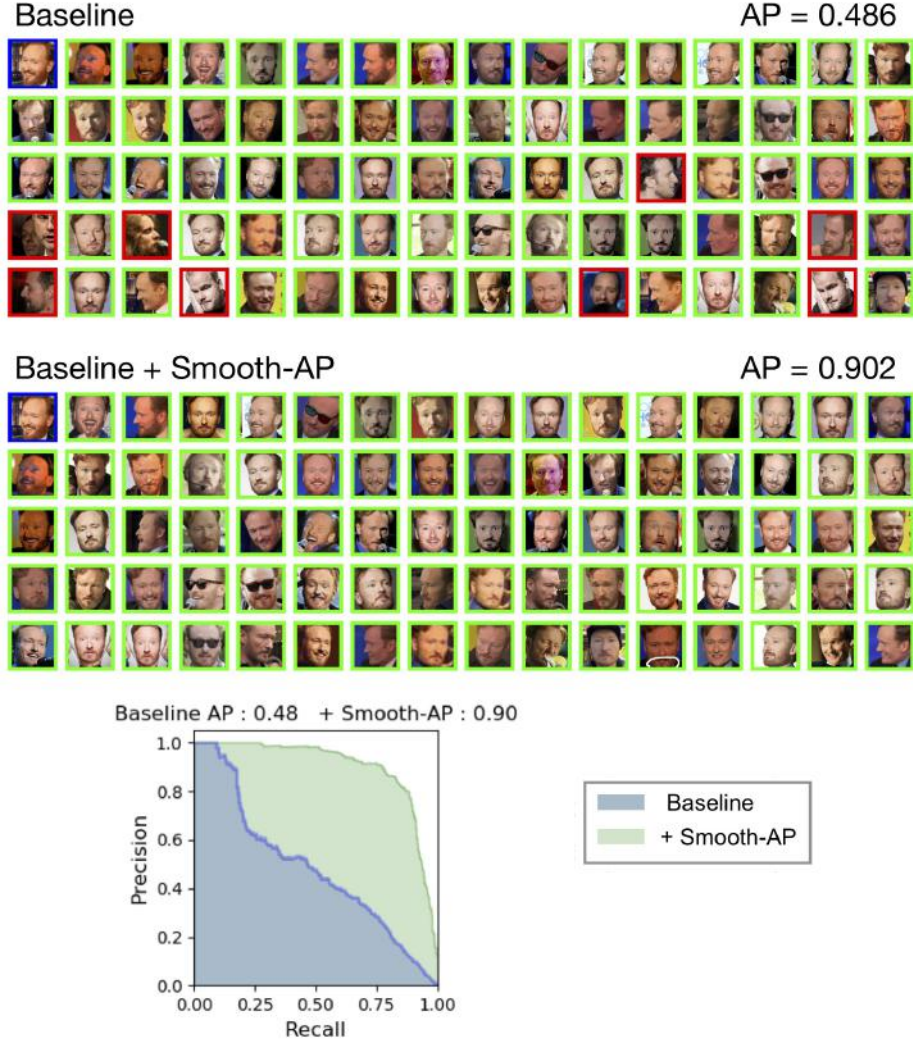 Baseline AP = 0.486
Baseline + Smooth-AP AP = 0.902
Baseline AP : 0.48 + Smooth-AP : 0.90
1.0
0.8
0.6
0.4
0.2
0.0
Precision
0.00 0.25 0.50 0.75 1.00
Recall
Baseline
+ Smooth-AP